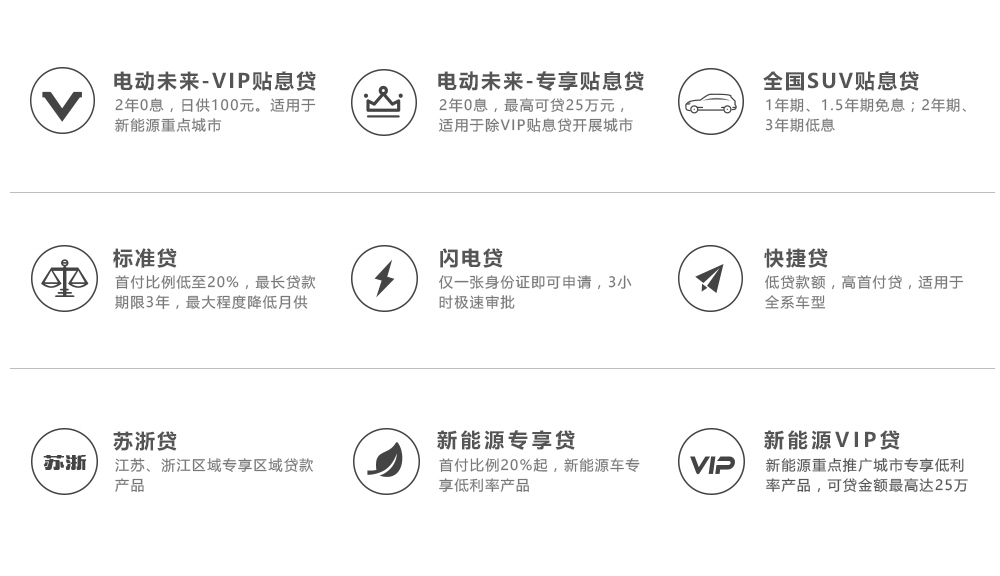 电动未来-VIP贴息贷
2年0息，日供100元。适用于
新能源重点城市
电动未来-专享贴息贷
2年0息，最高可贷25万元，
适用于除VIP贴息贷开展城市
全国SUV贴息贷
1年期、1.5年期免息；2年期、
3年期低息
标准贷
首付比例低至20%，最长贷款
期限3年，最大程度降低月供
闪电贷
仅一张身份证即可申请，3小
时极速审批
快捷贷
低贷款额，高首付贷，适用于
全系车型
苏浙
苏浙贷
江苏、浙江区域专享区域贷款
产品
新能源专享贷
首付比例20%起，新能源车专
享低利率产品
VIP
新能源VIP贷
新能源重点推广城市专享低利
率产品，可贷金额最高达25万